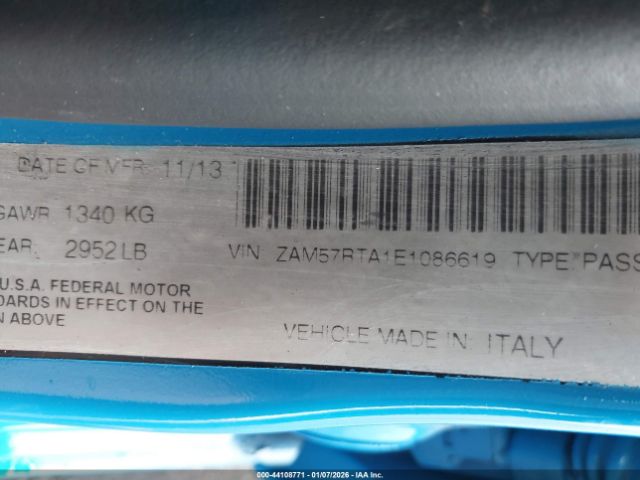 DATE OF MFR 11/13
GAWR 1340 KG
EAR 2952 LB
VIN ZAM57RTA1E1086619 TYPE: PASS
U.S.A. FEDERAL MOTOR
DARDS IN EFFECT ON THE
N ABOVE
VEHICLE MADE IN ITALY
000-44108771 - 01/07/2026 - IAA Inc.